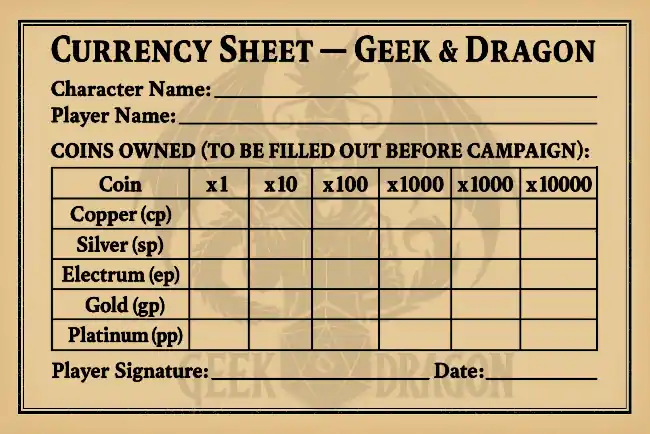 CURRENCY SHEET — GEEK & DRAGON
Character Name:
Player Name:
COINS OWNED (TO BE FILLED OUT BEFORE CAMPAIGN):
Coin x1 x10 x100 x1000 x1000 x10000
Copper (cp)
Silver (sp)
Electrum (ep)
Gold (gp)
Platinum (pp)
Player Signature: Date:
GEEK DRAGON